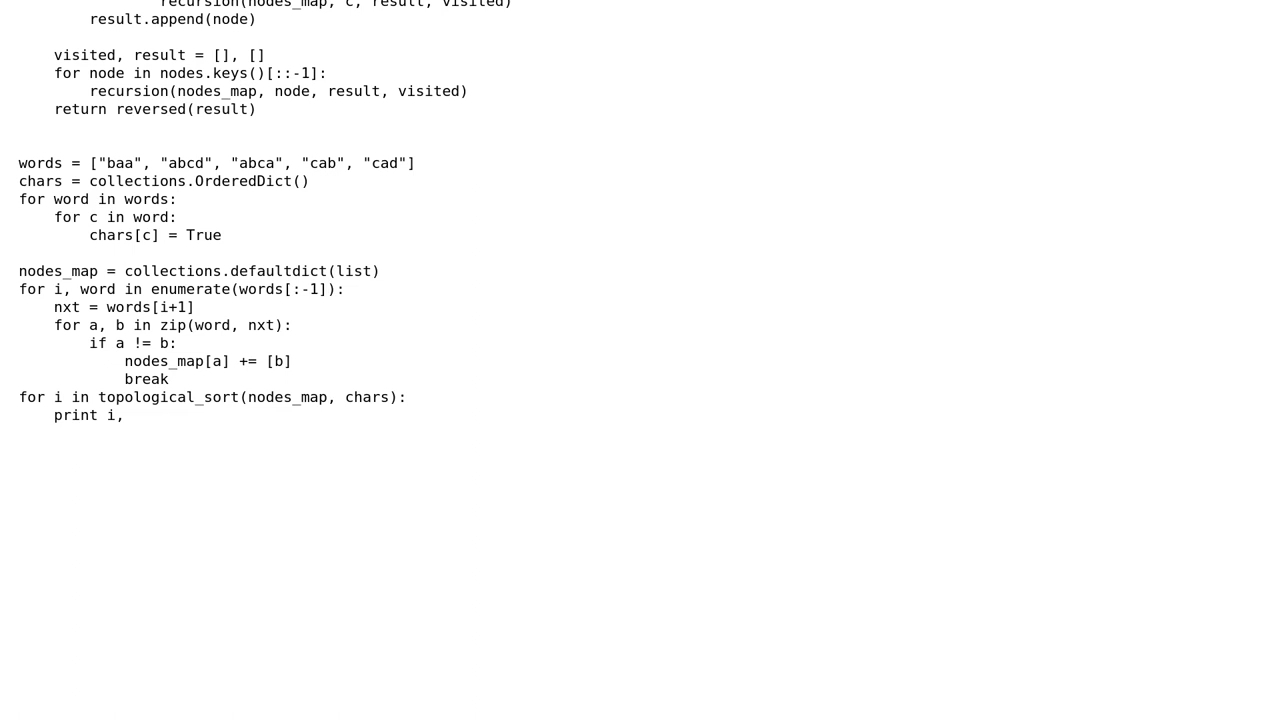 recursion(nodes_map, c, result, visited)
        result.append(node)

    visited, result = [], []
    for node in nodes.keys()[::-1]:
        recursion(nodes_map, node, result, visited)
    return reversed(result)


words = ["baa", "abcd", "abca", "cab", "cad"]
chars = collections.OrderedDict()
for word in words:
    for c in word:
        chars[c] = True

nodes_map = collections.defaultdict(list)
for i, word in enumerate(words[:-1]):
    nxt = words[i+1]
    for a, b in zip(word, nxt):
        if a != b:
            nodes_map[a] += [b]
            break
for i in topological_sort(nodes_map, chars):
    print i,